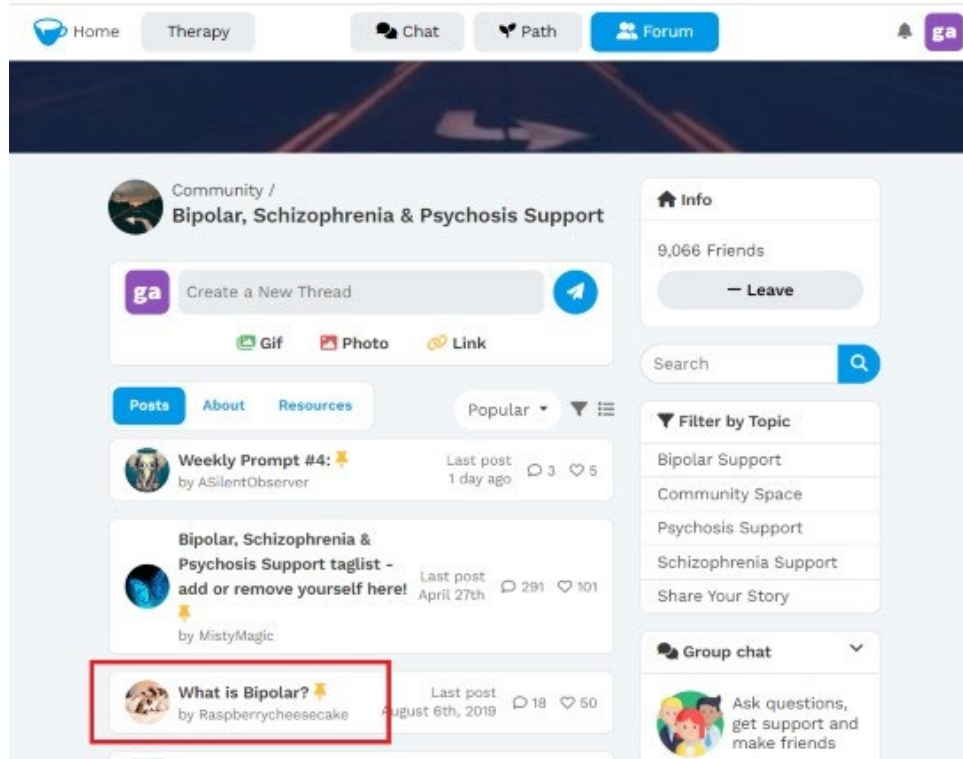 Home
Therapy
Chat
Path
Forum
ga
Community /
Bipolar, Schizophrenia & Psychosis Support
ga
Create a New Thread
Gif
Photo
Link
Posts
About
Resources
Popular
Weekly Prompt #4:
by ASilentObserver
Last post
1 day ago
3
5
Bipolar, Schizophrenia &
Psychosis Support taglist -
add or remove yourself here!
by MistyMagic
Last post
April 27th
291
101
What is Bipolar?
by Raspberrycheesecake
Last post
August 6th, 2019
18
50
Info
9,066 Friends
— Leave
Search
Filter by Topic
Bipolar Support
Community Space
Psychosis Support
Schizophrenia Support
Share Your Story
Group chat
Ask questions,
get support and
make friends